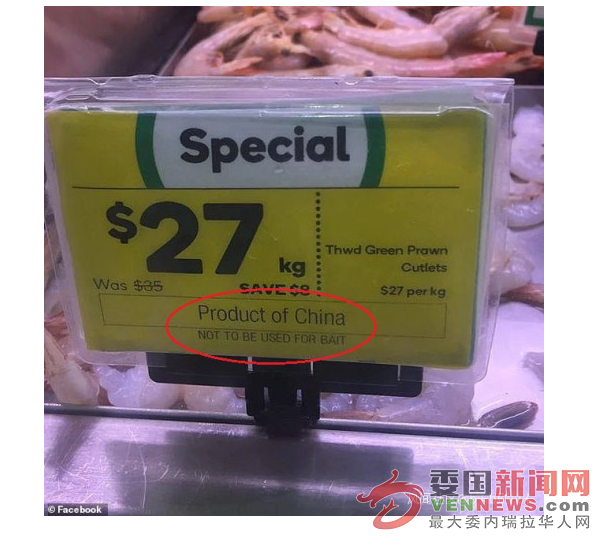 Special
$27 kg
Was $35
SAVE $8
Thwd Green Prawn
Cutlets
$27 per kg
Product of China
NOT TO BE USED FOR BAIT
© Facebook
委国新闻网
VENNEWS.com
最大委内瑞拉华人网